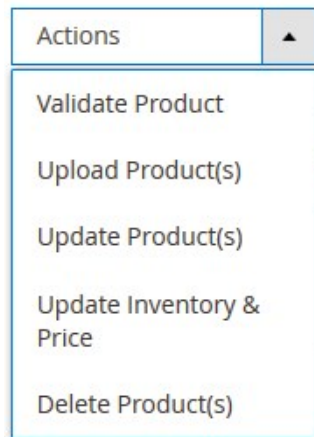 Actions
Validate Product
Upload Product(s)
Update Product(s)
Update Inventory &
Price
Delete Product(s)